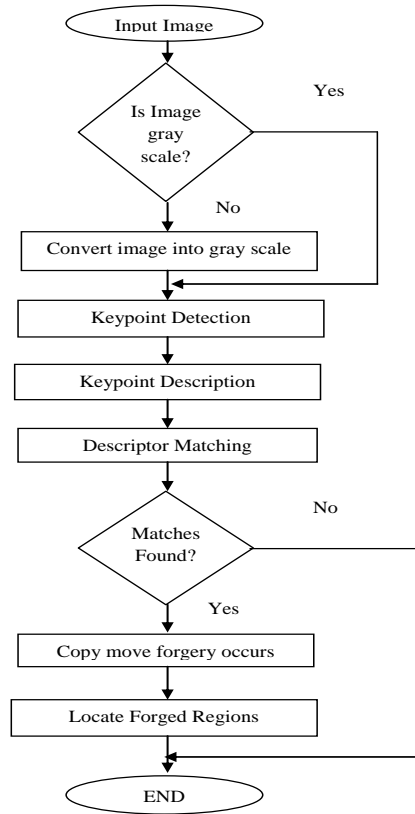 Input Image
Yes
Is Image
gray
scale?
No
Convert image into gray scale
Keypoint Detection
Keypoint Description
Descriptor Matching
No
Matches
Found?
Yes
Copy move forgery occurs
Locate Forged Regions
END